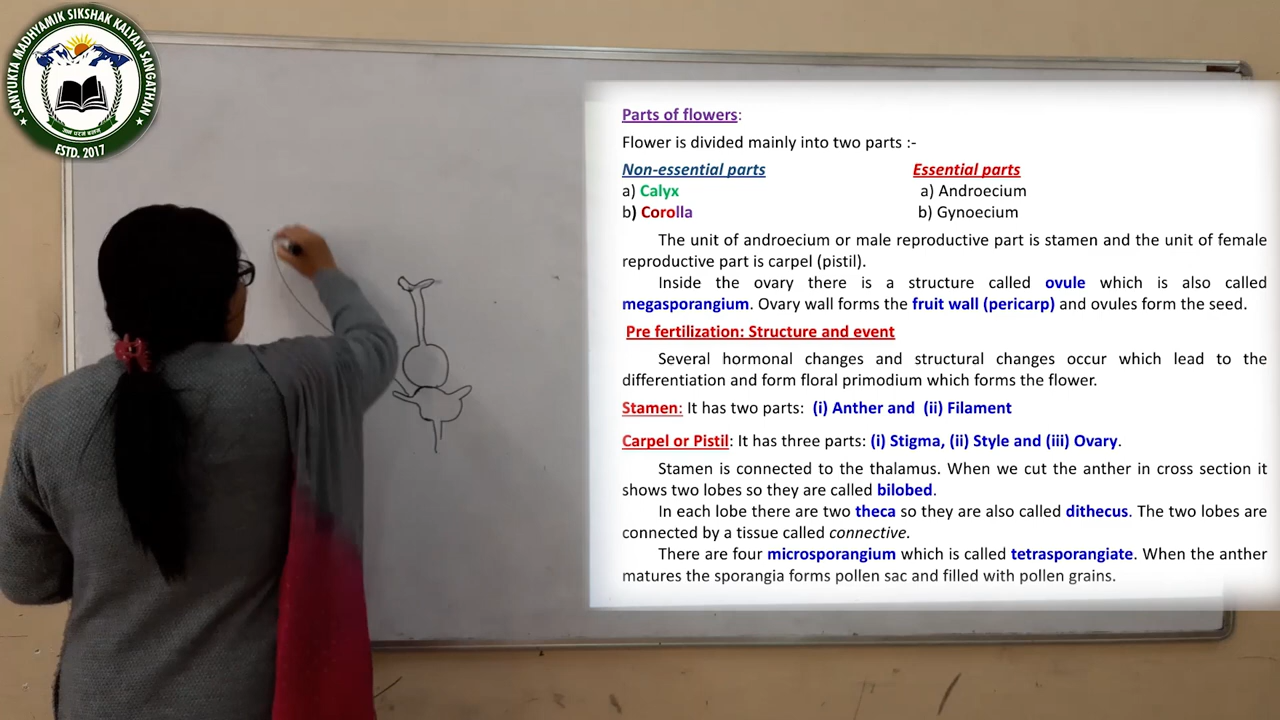 SANYUKTA MADHYAMIK SIKSHAK KALYAN SANGATHAN
ESTD. 2017
Parts of flowers:
Flower is divided mainly into two parts :-
Non-essential parts Essential parts
a) Calyx a) Androecium
b) Corolla b) Gynoecium
The unit of androecium or male reproductive part is stamen and the unit of female
reproductive part is carpel (pistil).
Inside the ovary there is a structure called ovule which is also called
megasporangium. Ovary wall forms the fruit wall (pericarp) and ovules form the seed.
Pre fertilization: Structure and event
Several hormonal changes and structural changes occur which lead to the
differentiation and form floral primodium which forms the flower.
Stamen: It has two parts: (i) Anther and (ii) Filament
Carpel or Pistil: It has three parts: (i) Stigma, (ii) Style and (iii) Ovary.
Stamen is connected to the thalamus. When we cut the anther in cross section it
shows two lobes so they are called bilobed.
In each lobe there are two theca so they are also called dithecus. The two lobes are
connected by a tissue called connective.
There are four microsporangium which is called tetrasporangiate. When the anther
matures the sporangia forms pollen sac and filled with pollen grains.